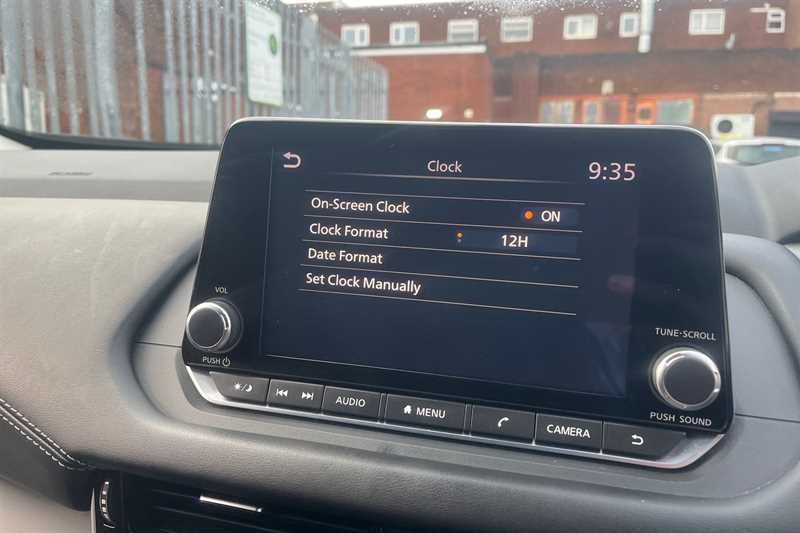 Clock
9:35
On-Screen Clock
ON
Clock Format
12H
Date Format
Set Clock Manually
VOL
PUSH
TUNE·SCROLL
PUSH SOUND
AUDIO
MENU
CAMERA